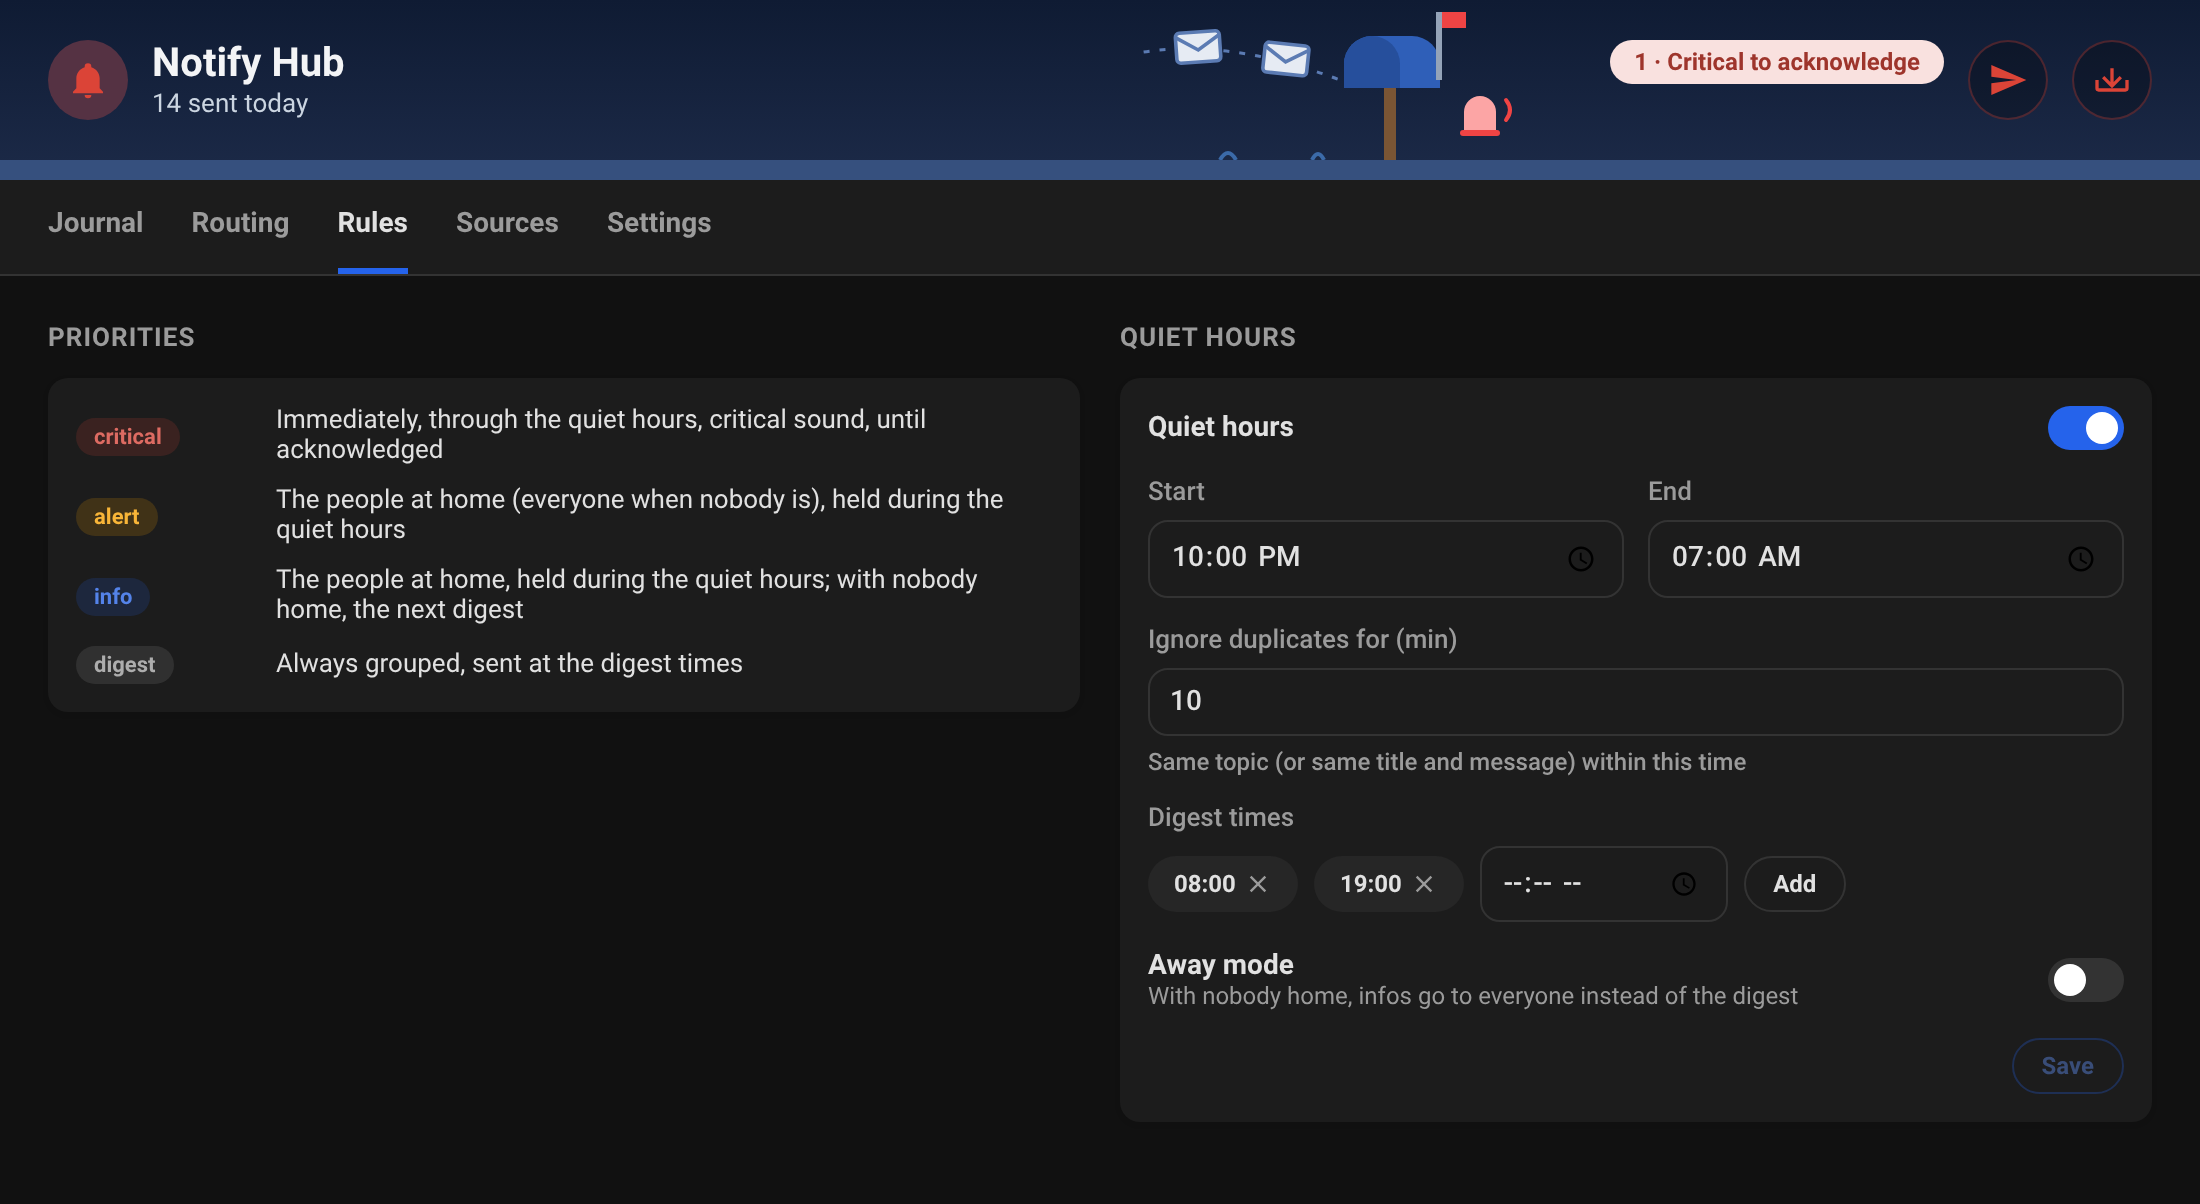 Notify Hub
14 sent today
1 · Critical to acknowledge
Journal
Routing
Rules
Sources
Settings
PRIORITIES
critical
Immediately, through the quiet hours, critical sound, until
acknowledged
alert
The people at home (everyone when nobody is), held during the
quiet hours
info
The people at home, held during the quiet hours; with nobody
home, the next digest
digest
Always grouped, sent at the digest times
QUIET HOURS
Quiet hours
Start
End
10:00 PM
07:00 AM
Ignore duplicates for (min)
10
Same topic (or same title and message) within this time
Digest times
08:00
19:00
--:-- --
Add
Away mode
With nobody home, infos go to everyone instead of the digest
Save